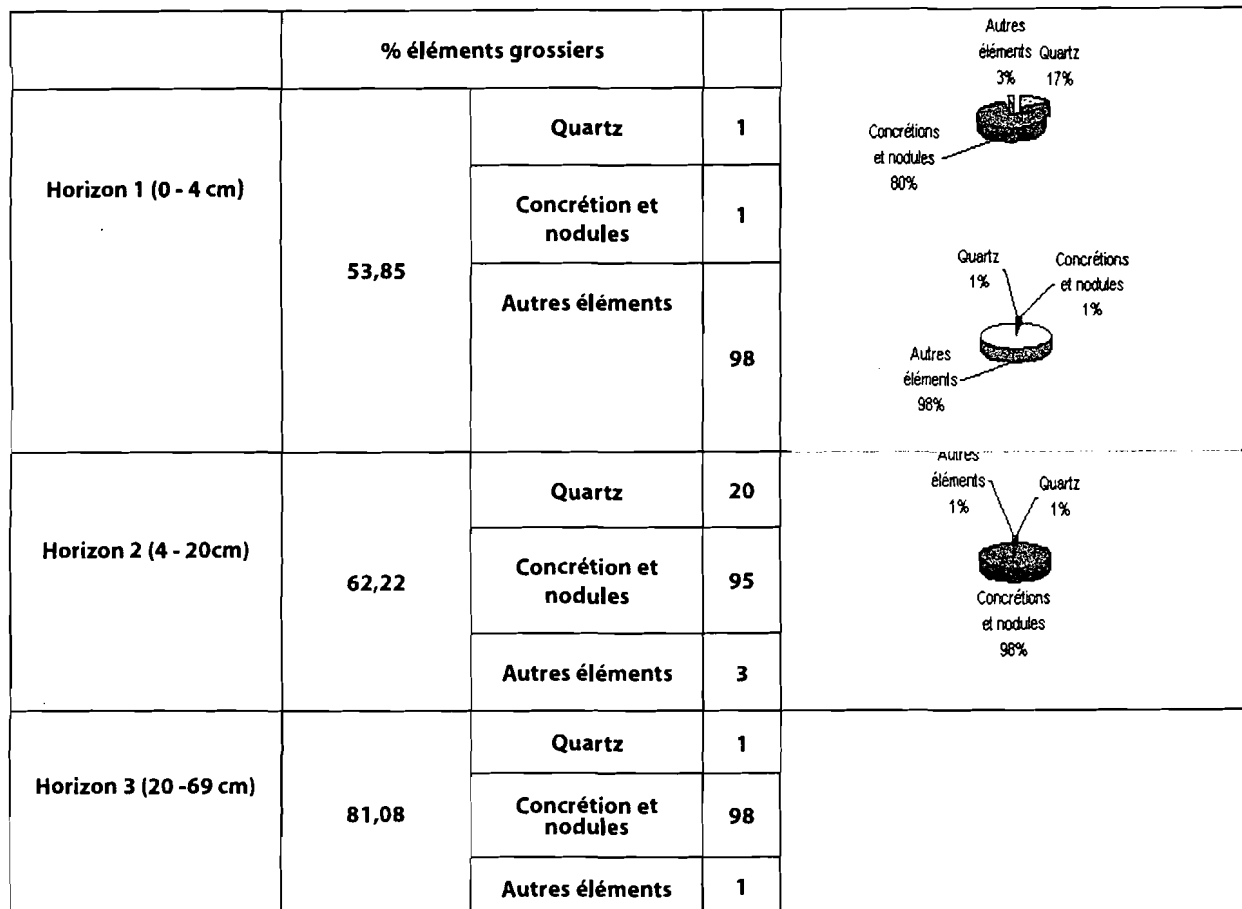 % éléments grossiers
Horizon 1 (0 - 4 cm)
53,85
Quartz
1
Concrétion et
nodules
1
Autres éléments
98
Autres
éléments Quartz
3% 17%
Concrétions
et nodules
80%
Quartz
1%
Concrétions
et nodules
1%
Autres
éléments
98%
Horizon 2 (4 - 20cm)
62,22
Quartz
20
Concrétion et
nodules
95
Autres éléments
3
Autres
éléments
1%
Quartz
1%
Concrétions
et nodules
98%
Horizon 3 (20 -69 cm)
81,08
Quartz
1
Concrétion et
nodules
98
Autres éléments
1